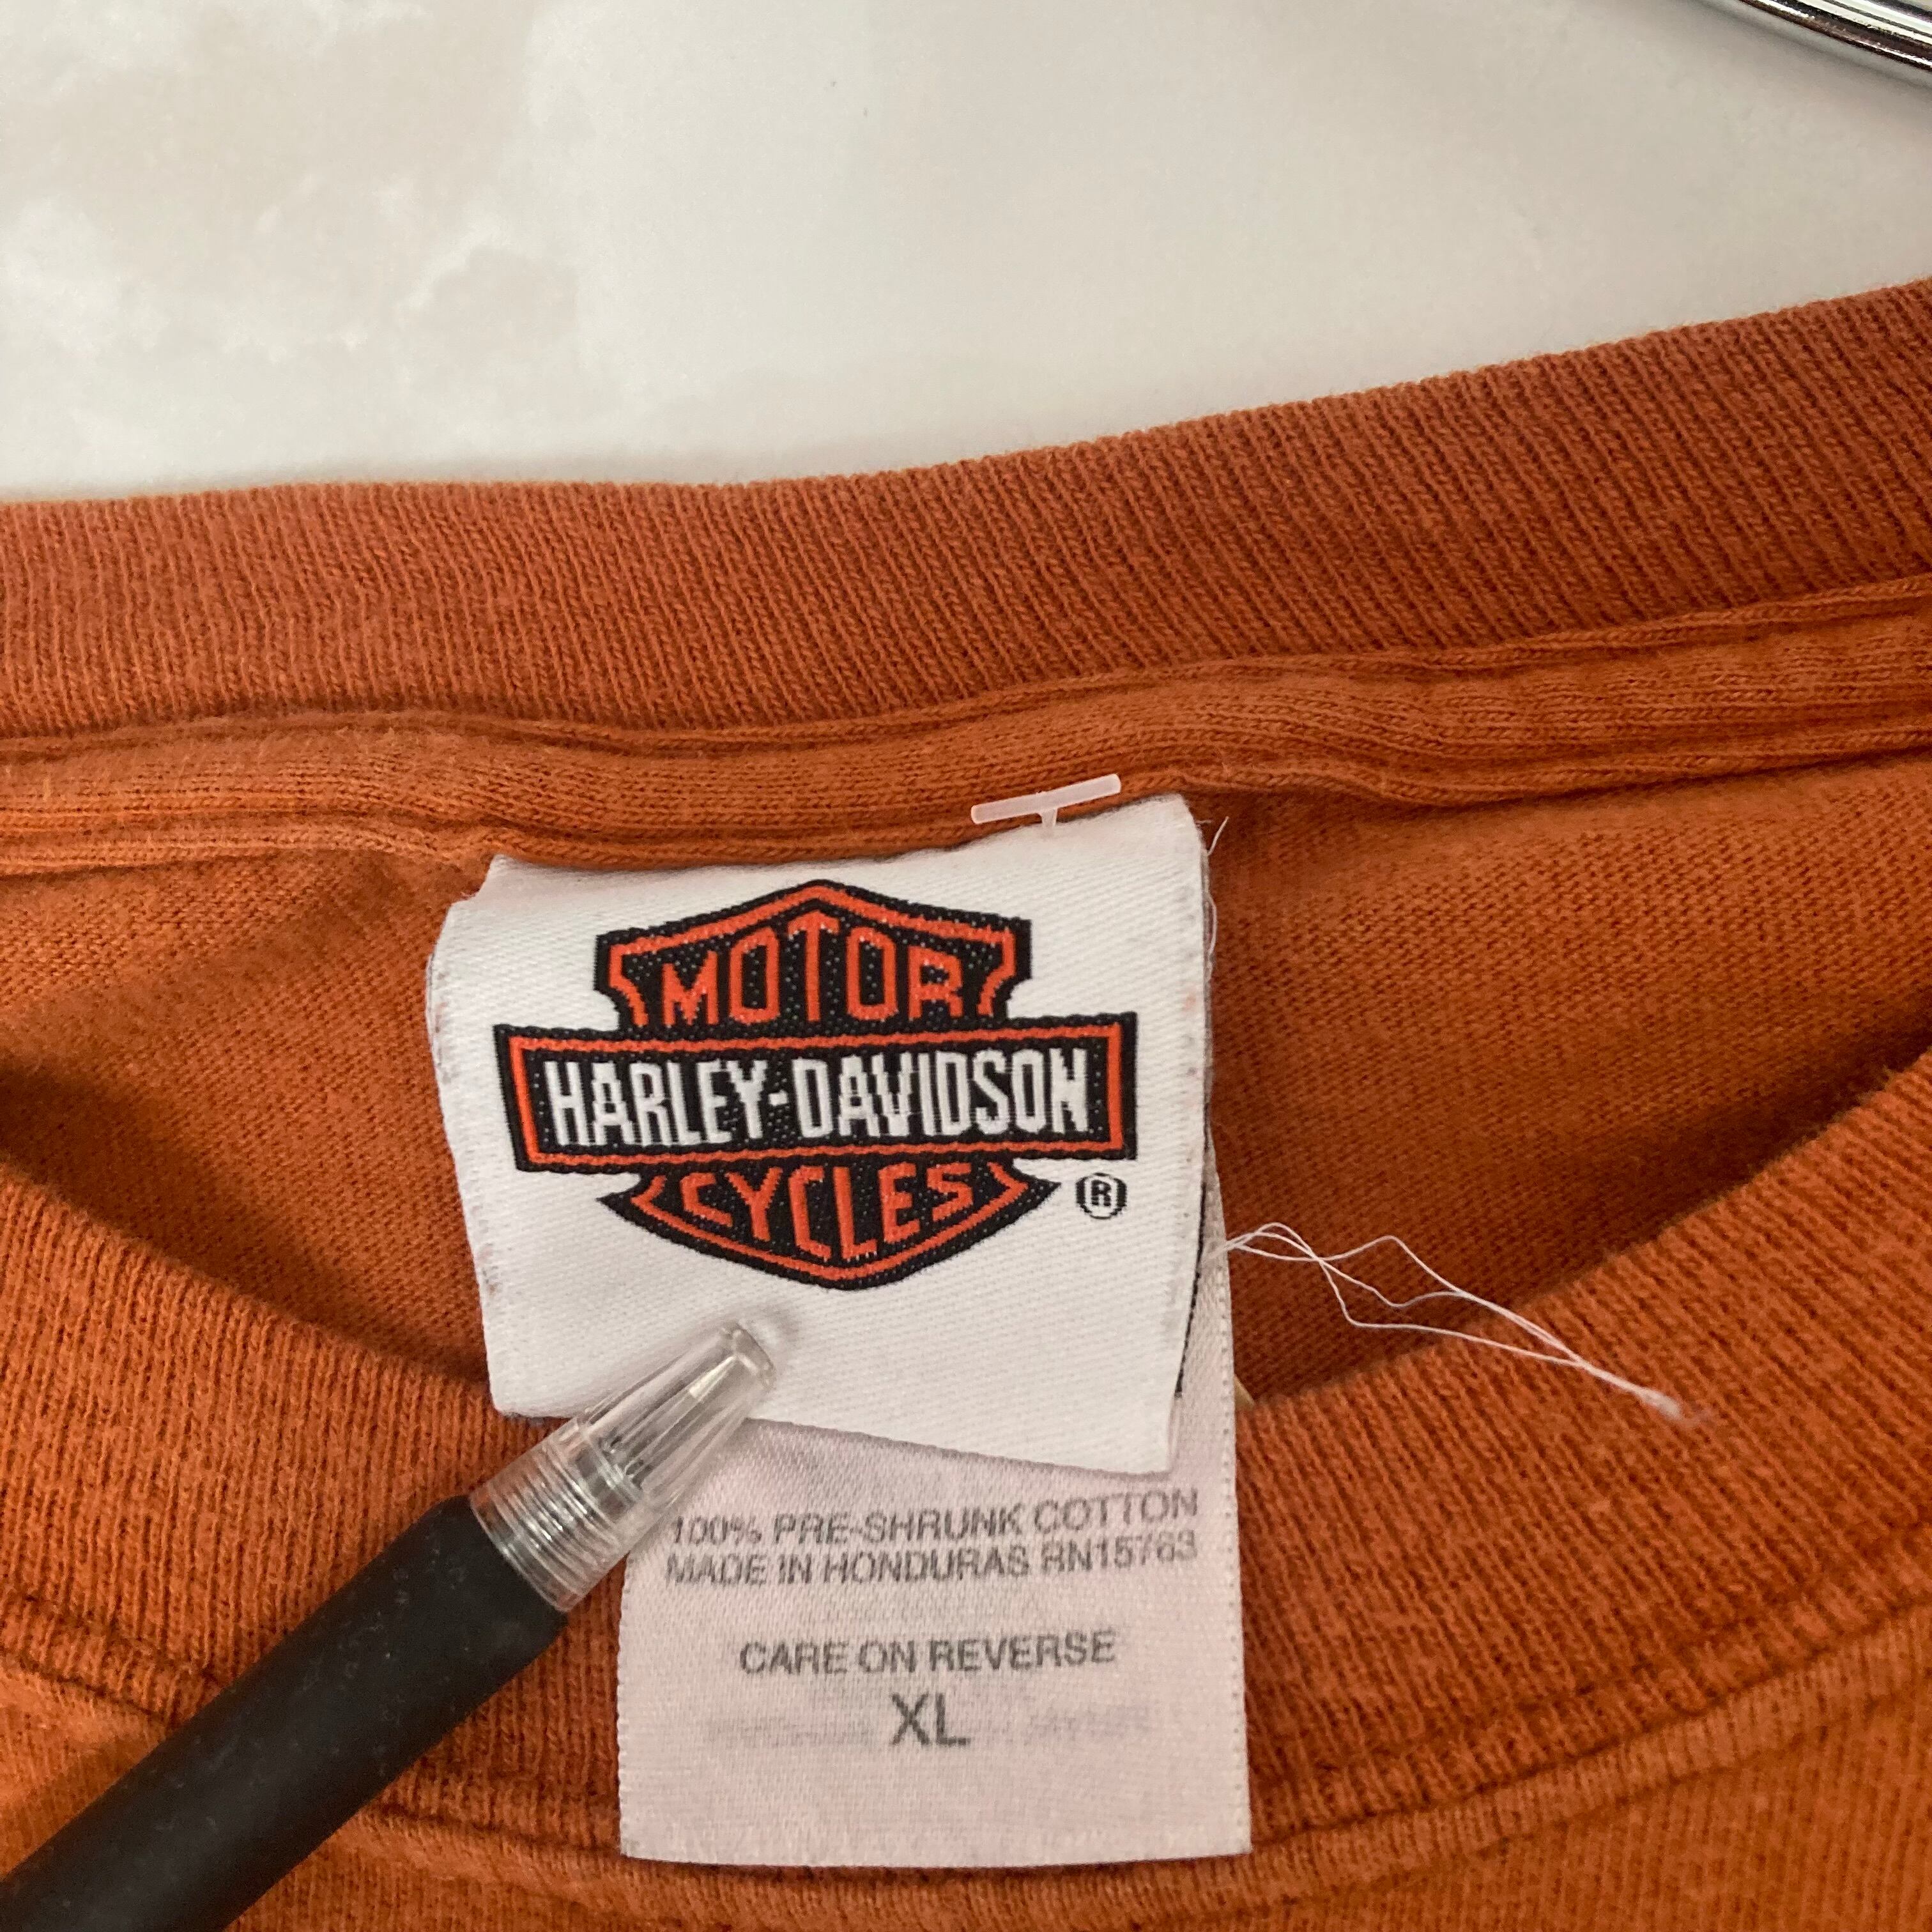 MOTOR
HARLEY-DAVIDSON
CYCLES
®
100% PRE-SHRUNK COTTON
MADE IN HONDURAS RN15763
CARE ON REVERSE
XL